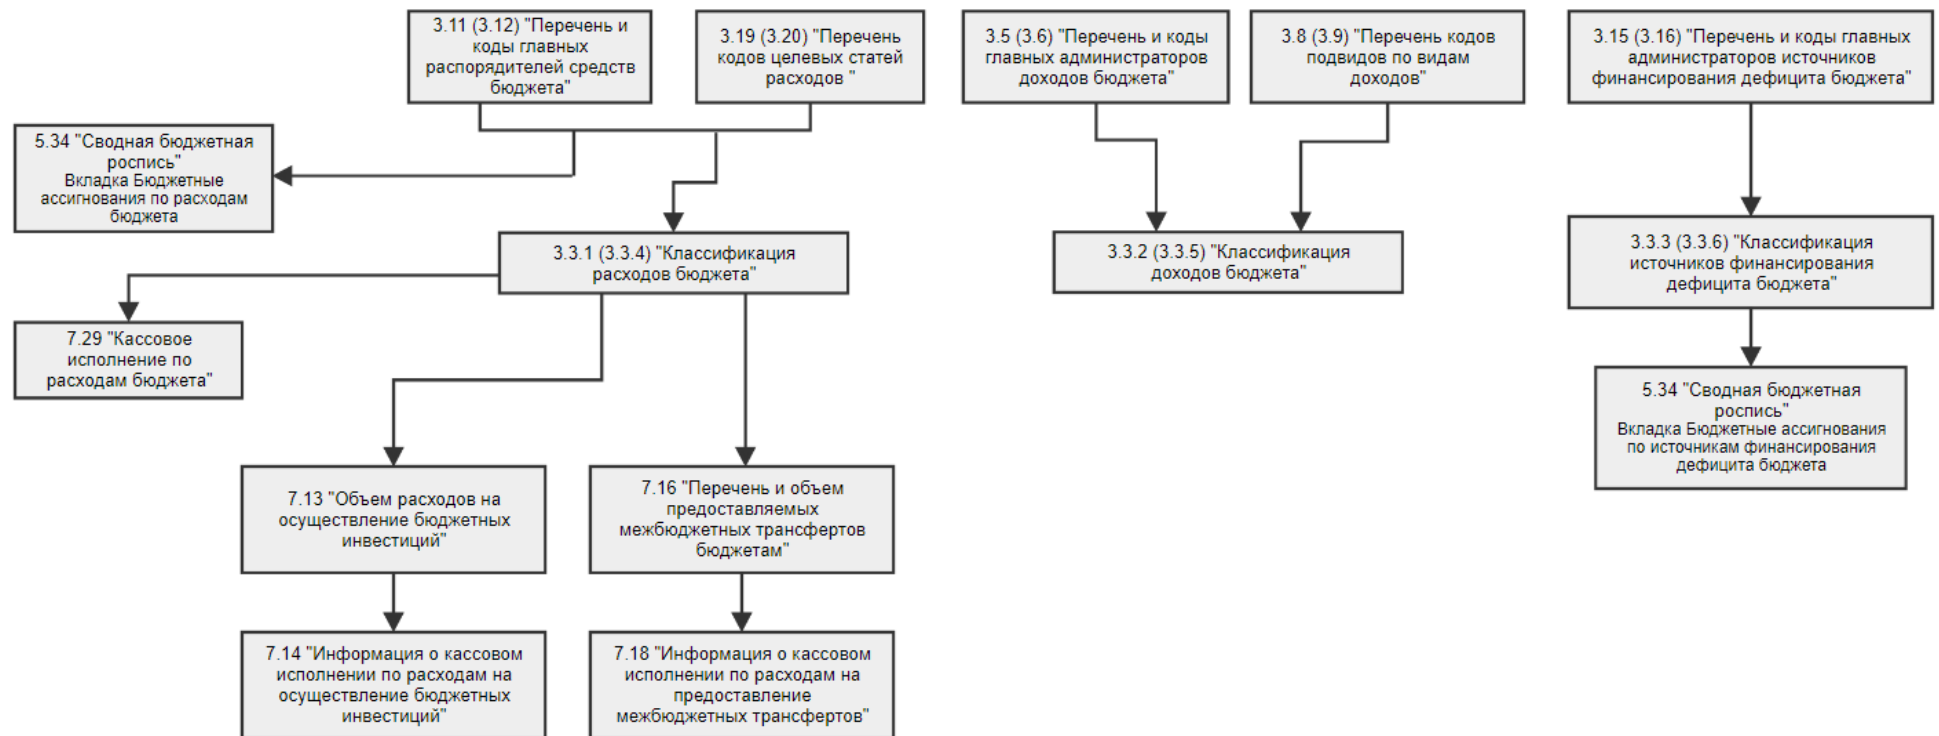 3.11 (3.12) "Перечень и
коды главных
распорядителей средств
бюджета"
3.19 (3.20) "Перечень
кодов целевых статей
расходов "
3.5 (3.6) "Перечень и коды
главных администраторов
доходов бюджета"
3.8 (3.9) "Перечень кодов
подвидов по видам
доходов"
3.15 (3.16) "Перечень и коды главных
администраторов источников
финансирования дефицита бюджета"
5.34 "Сводная бюджетная
роспись"
Вкладка Бюджетные
ассигнования по расходам
бюджета
3.3.1 (3.3.4) "Классификация
расходов бюджета"
3.3.2 (3.3.5) "Классификация
доходов бюджета"
3.3.3 (3.3.6) "Классификация
источников финансирования
дефицита бюджета"
7.29 "Кассовое
исполнение по
расходам бюджета"
5.34 "Сводная бюджетная
роспись"
Вкладка Бюджетные ассигнования
по источникам финансирования
дефицита бюджета
7.13 "Объем расходов на
осуществление бюджетных
инвестиций"
7.16 "Перечень и объем
предоставляемых
межбюджетных трансфертов
бюджетам"
7.14 "Информация о кассовом
исполнении по расходам на
осуществление бюджетных
инвестиций"
7.18 "Информация о кассовом
исполнении по расходам на
предоставление
межбюджетных трансфертов"